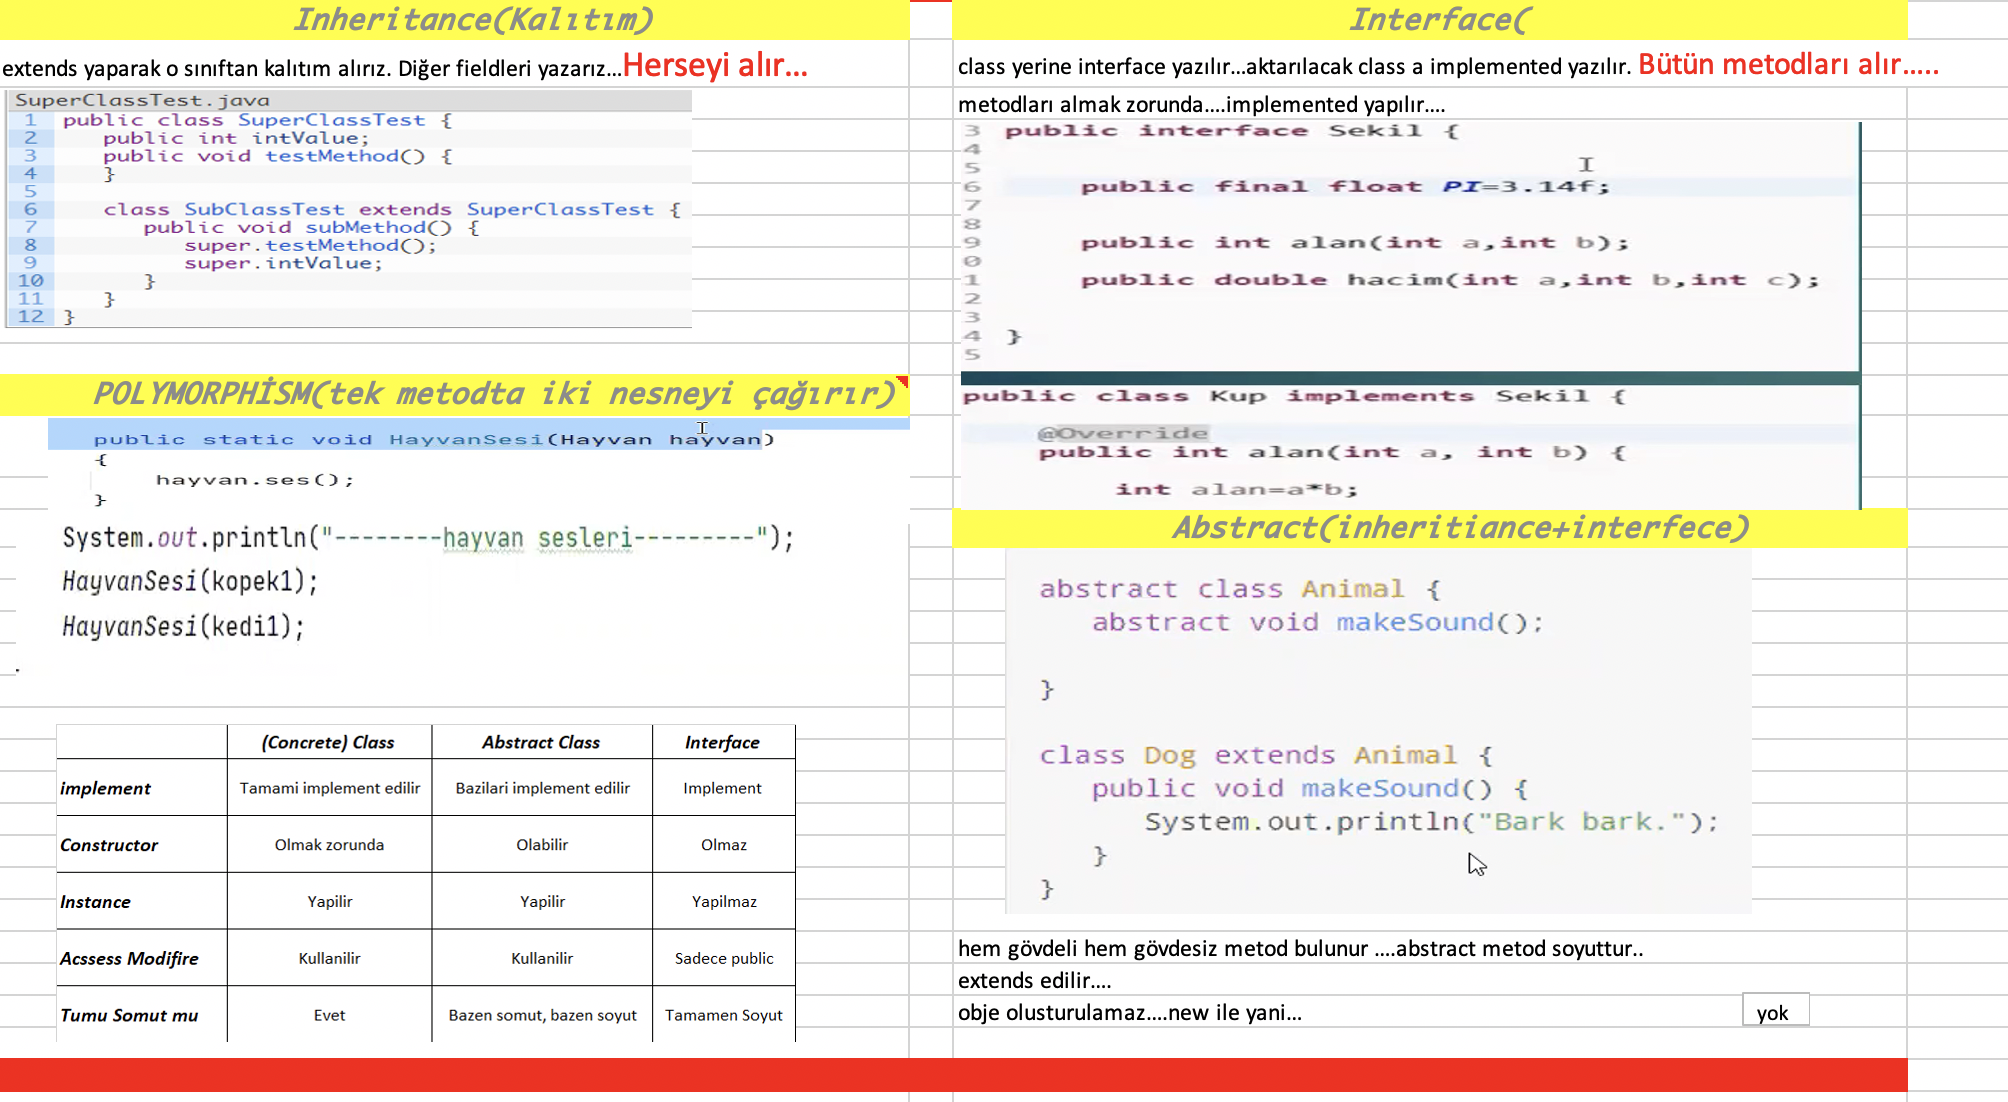 Inheritance(Kalıtım)
extends yaparak o sınıftan kalıtım alırız. Diğer fieldleri yazarız...Herseyi alır...
SuperClassTest.java
1 public class SuperClassTest {
2 public int intValue;
3 public void testMethod() {
4 }
5
6 class SubClassTest extends SuperClassTest {
7 public void subMethod() {
8 super.testMethod();
9 super.intValue;
10 }
11 }
12 }
POLYMORPHİSM(tek metodta iki nesneyi çağırır)
public static void HayvanSesi(Hayvan hayvan)
{
hayvan.ses();
}
System.out.println("--------hayvan sesleri---------");
HayvanSesi(kopek1);
HayvanSesi(kedi1);
.
(Concrete) Class Abstract Class Interface
implement Tamami implement edilir Bazilari implement edilir Implement
Constructor Olmak zorunda Olabilir Olmaz
Instance Yapilir Yapilir Yapilmaz
Acssess Modifire Kullanilir Kullanilir Sadece public
Tumu Somut mu Evet Bazen somut, bazen soyut Tamamen Soyut
Interface(
class yerine interface yazılır...aktarılacak class a implemented yazılır. Bütün metodları alır.....
metodları almak zorunda....implemented yapılır....
3 public interface Sekil {
4
5
6 public final float PI=3.14f;
7
8
9 public int alan(int a,int b);
0
1 public double hacim(int a,int b,int c);
2
3
4 }
5
public class Kup implements Sekil {
@Override
public int alan(int a, int b) {
int alan=a*b;
Abstract(inheritiance+interfece)
abstract class Animal {
abstract void makeSound();
}
class Dog extends Animal {
public void makeSound() {
System.out.println("Bark bark.");
}
}
hem gövdeli hem gövdesiz metod bulunur ....abstract metod soyuttur..
extends edilir....
obje olusturulamaz....new ile yani...
yok